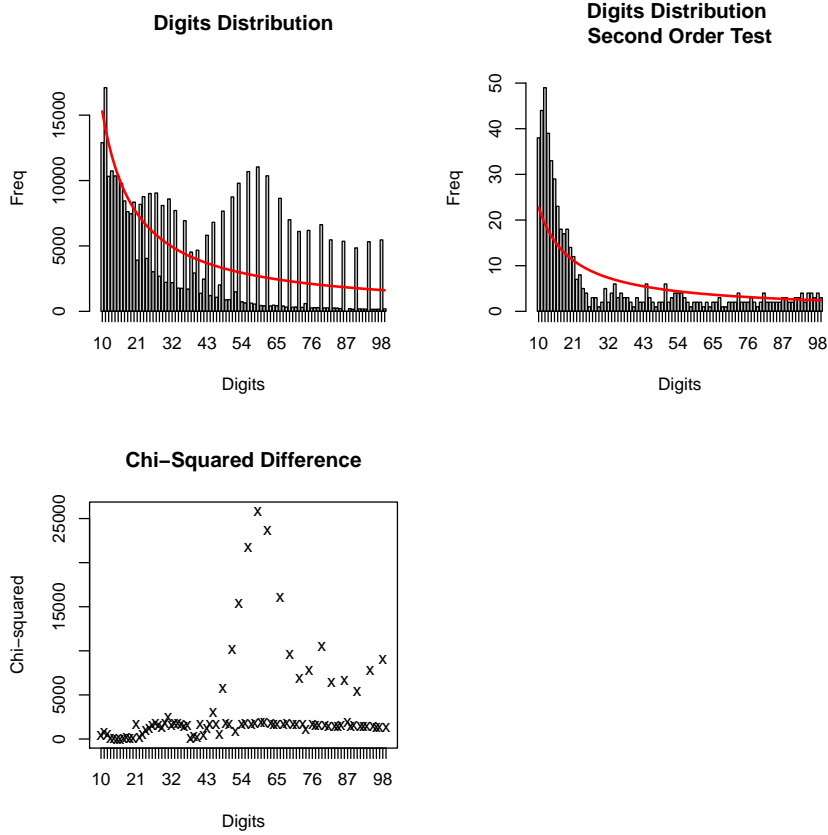 Digits Distribution
Freq
0 5000 10000 15000
10 21 32 43 54 65 76 87 98
Digits
Digits Distribution
Second Order Test
Freq
0 10 20 30 40 50
10 21 32 43 54 65 76 87 98
Digits
Chi−Squared Difference
Chi−squared
0 5000 15000 25000
10 21 32 43 54 65 76 87 98
Digits